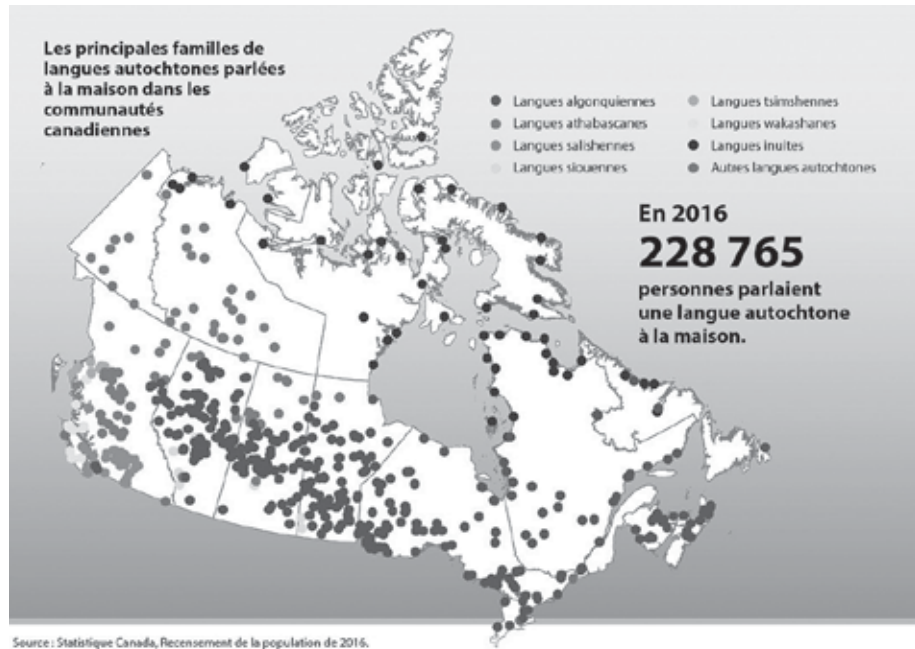 Les principales familles de
langues autochtones parlées
à la maison dans les
communautés
canadiennes
Langues algonquiennes
Langues athabascanes
Langues salishennes
Langues siouennes
Langues tsimshennes
Langues wakashanes
Langues inuites
Autres langues autochtones
En 2016
228 765
personnes parlaient
une langue autochtone
à la maison.
Source : Statistique Canada, Recensement de la population de 2016.